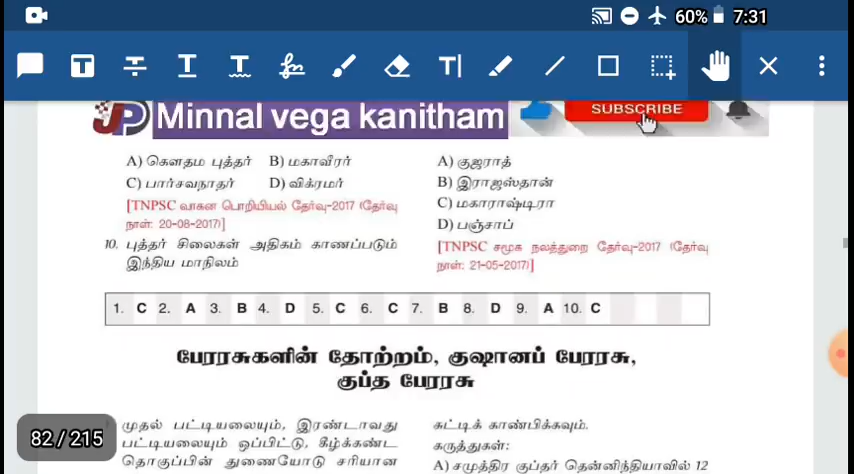 60% 7:31
Minnal vega kanitham
SUBSCRIBE
A) கௌதம புத்தர் B) மகாவீரர்
C) பார்சவநாதர் D) விக்ரமர்
[TNPSC வாகன பொறியியல் தேர்வு-2017 (தேர்வு
நாள்: 20-08-2017)]
10. புத்தர் சிலைகள் அதிகம் காணப்படும்
இந்திய மாநிலம்
A) குஜராத்
B) இராஜஸ்தான்
C) மகாராஷ்டிரா
D) பஞ்சாப்
[TNPSC சமூக நலத்துறை தேர்வு-2017 (தேர்வு
நாள்: 21-05-2017)]
1. C 2. A 3. B 4. D 5. C 6. C 7. B 8. D 9. A 10. C
பேரரசுகளின் தோற்றம், குஷானப் பேரரசு,
குப்த பேரரசு
முதல் பட்டியலையும், இரண்டாவது
பட்டியலையும் ஒப்பிட்டு, கீழ்க்கண்ட
தொகுப்பின் துணையோடு சரியான
சுட்டிக் காண்பிக்கவும்.
கருத்துகள்:
A) சமுத்திர குப்தர் தென்னிந்தியாவில் 12
82 / 215